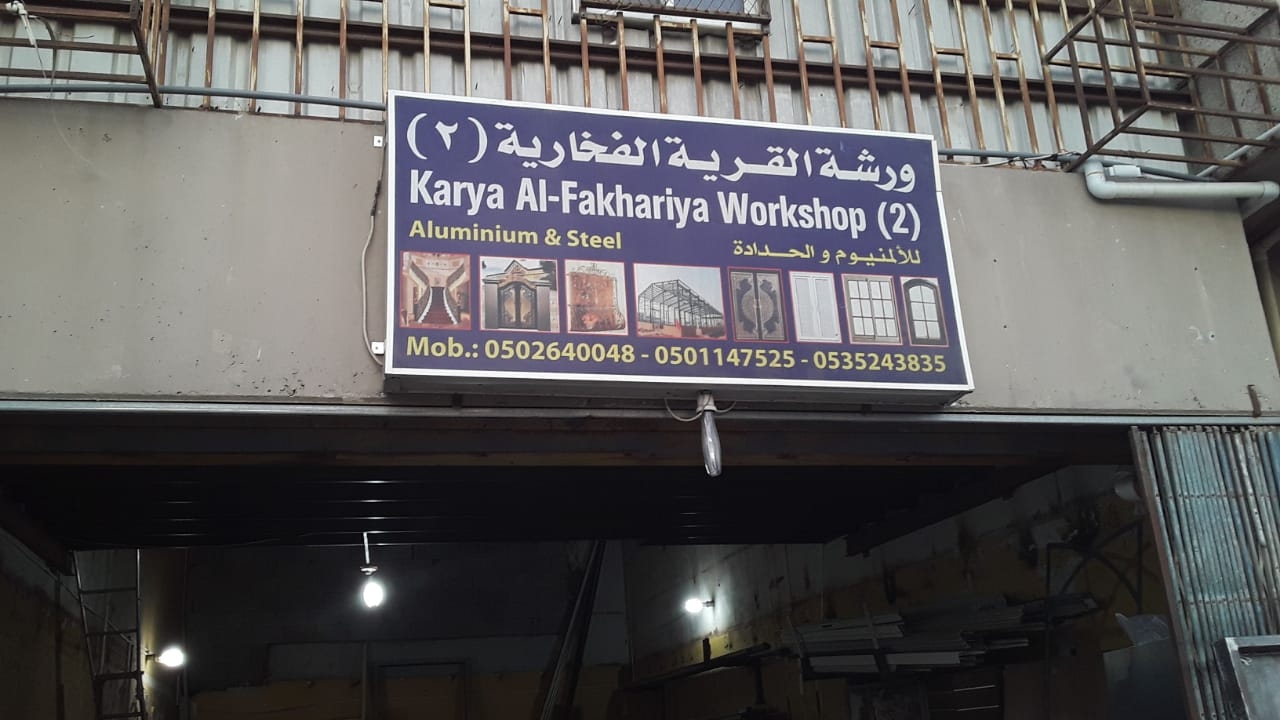 ورشة القرية الفخارية (٢)
Karya Al-Fakhariya Workshop (2)
Aluminium & Steel
للألمنيوم و الحدادة
Mob.: 0502640048 - 0501147525 - 0535243835